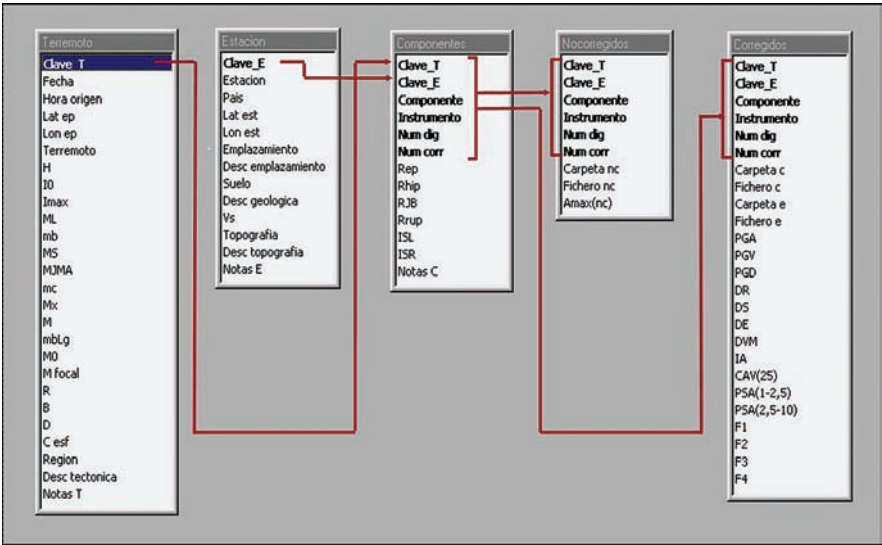 Terremoto
Clave_T
Fecha
Hora origen
Lat ep
Lon ep
Terremoto
H
I0
Imax
ML
mb
MS
MJMA
mc
Mx
M
mbLg
M0
M focal
R
B
D
C esf
Region
Desc tectonica
Notas T
Estacion
Clave_E
Estacion
Pais
Lat est
Lon est
Emplazamiento
Desc emplazamiento
Suelo
Desc geologica
Vs
Topografia
Desc topografia
Notas E
Componentes
Clave_T
Clave_E
Componente
Instrumento
Num dig
Num corr
Rep
Rhip
RJB
Rrup
ISL
ISR
Notas C
Nocorregidos
Clave_T
Clave_E
Componente
Instrumento
Num dig
Num corr
Carpeta nc
Fichero nc
Amax(nc)
Corregidos
Clave_T
Clave_E
Componente
Instrumento
Num dig
Num corr
Carpeta c
Fichero c
Carpeta e
Fichero e
PGA
PGV
PGD
DR
DS
DE
DVM
IA
CAV(25)
PSA(1-2,5)
PSA(2,5-10)
F1
F2
F3
F4